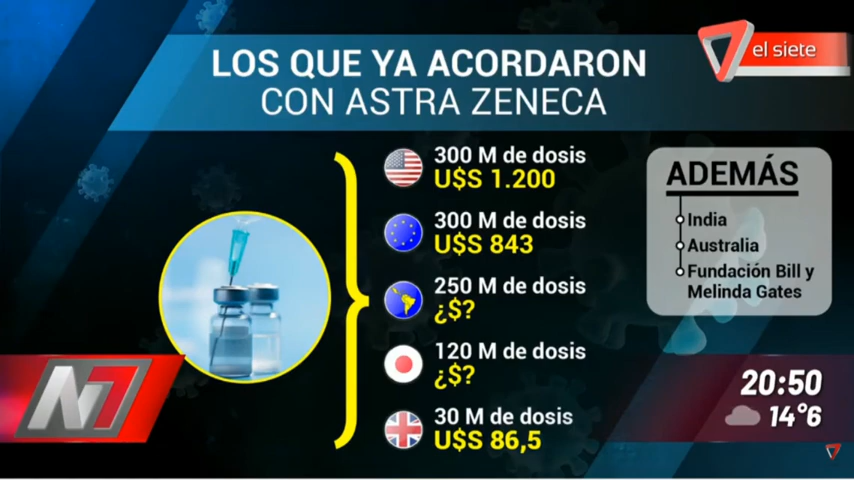 LOS QUE YA ACORDARON
CON ASTRA ZENECA
el siete
300 M de dosis
U$S 1.200
300 M de dosis
U$S 843
250 M de dosis
¿$?
120 M de dosis
¿$?
30 M de dosis
U$S 86,5
ADEMÁS
India
Australia
Fundación Bill y
Melinda Gates
N7
20:50
14°6